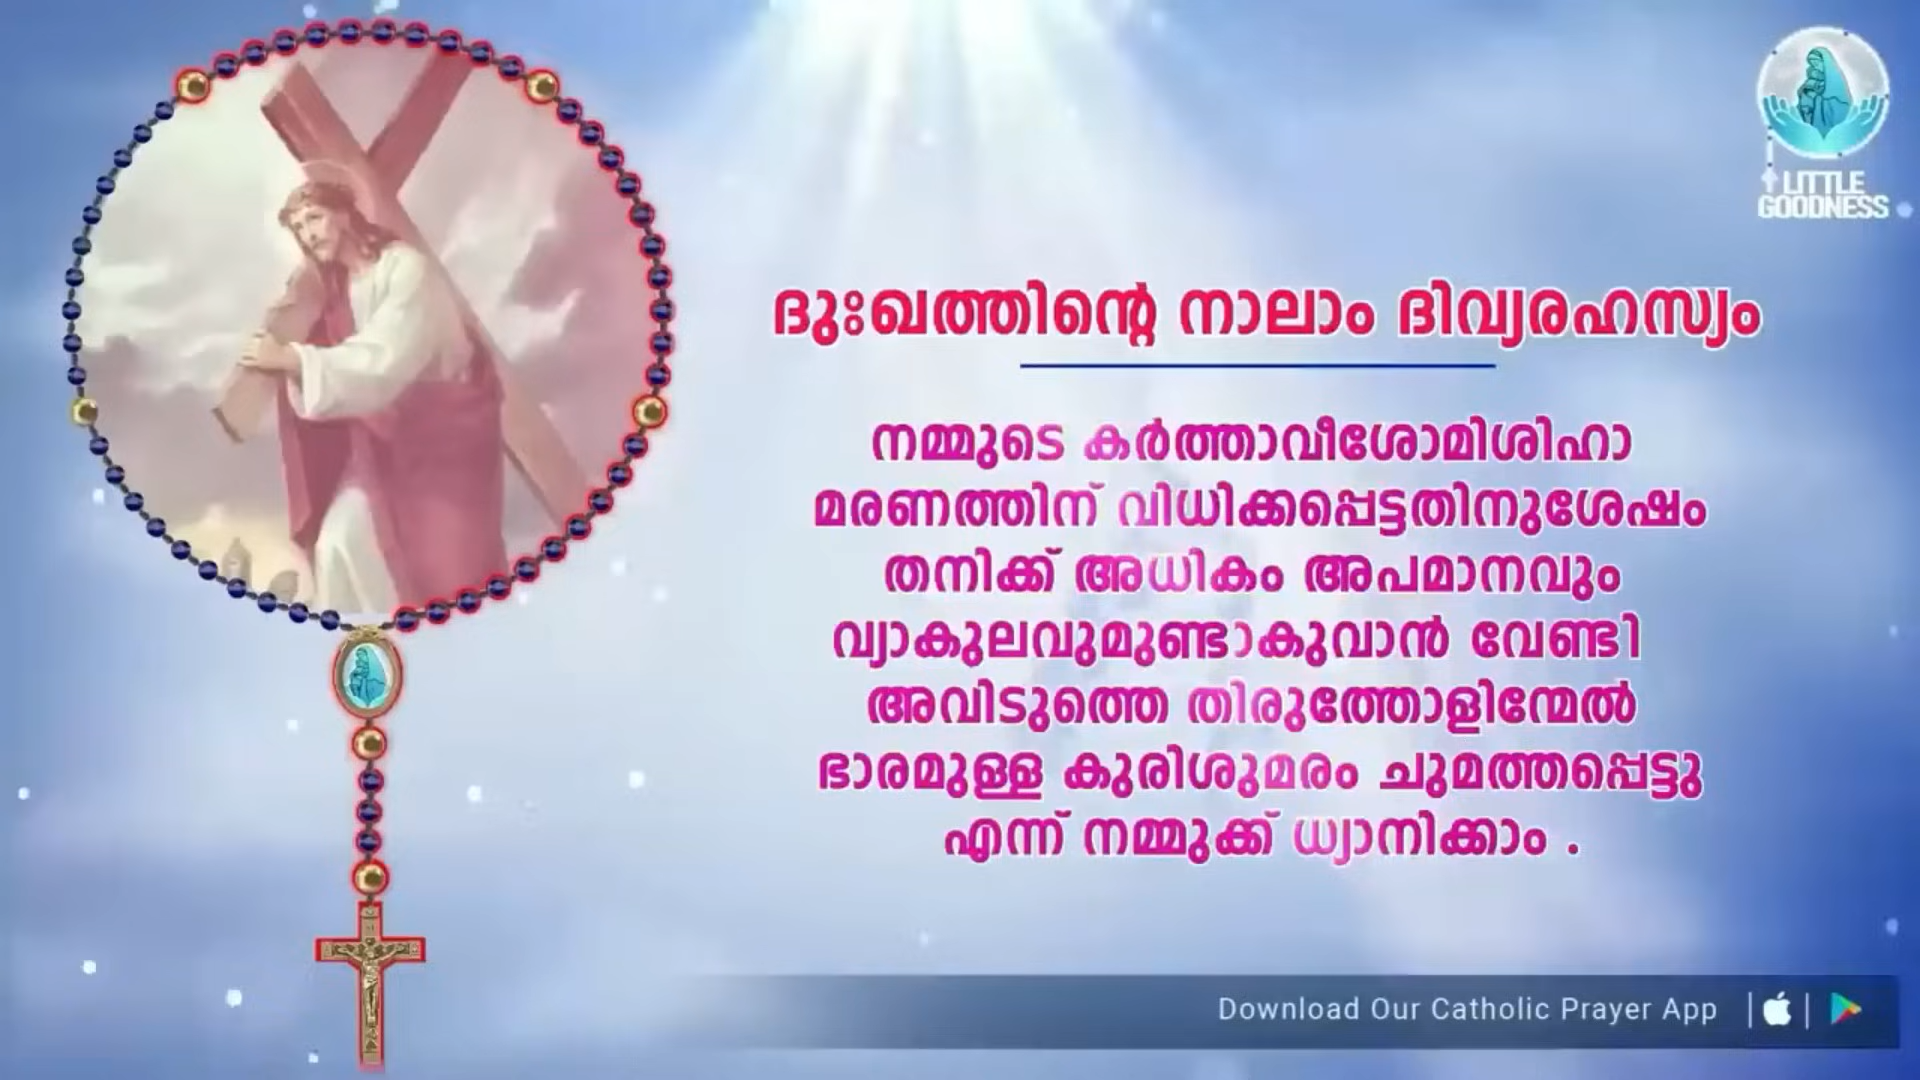 LITTLE
GOODNESS
ദുഃഖത്തിന്റെ നാലാം ദിവ്യരഹസ്യം
നമ്മുടെ കർത്താവീശോമിശിഹാ
മരണത്തിന് വിധിക്കപ്പെട്ടതിനുശേഷം
തനിക്ക് അധികം അപമാനവും
വ്യാകുലവുമുണ്ടാകുവാൻ വേണ്ടി
അവിടുത്തെ തിരുത്തോളിന്മേൽ
ഭാരമുള്ള കുരിശുമരം ചുമത്തപ്പെട്ടു
എന്ന് നമ്മുക്ക് ധ്യാനിക്കാം .
Download Our Catholic Prayer App